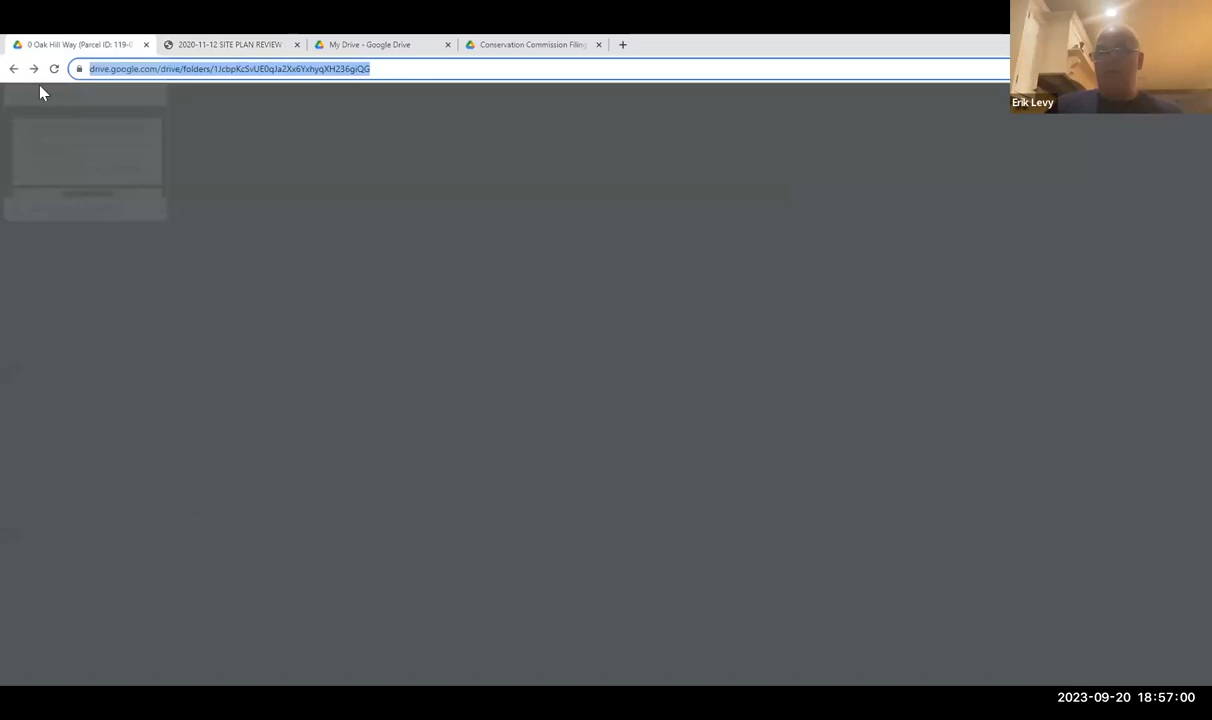 0 Oak Hill Way (Parcel ID: 119-0
2020-11-12 SITE PLAN REVIEW
My Drive - Google Drive
Conservation Commission Filing
drive.google.com/drive/folders/1JcbpKcSvUE0qJa2Xx6YxhyqXH236giQG
Erik Levy
2023-09-20 18:57:00